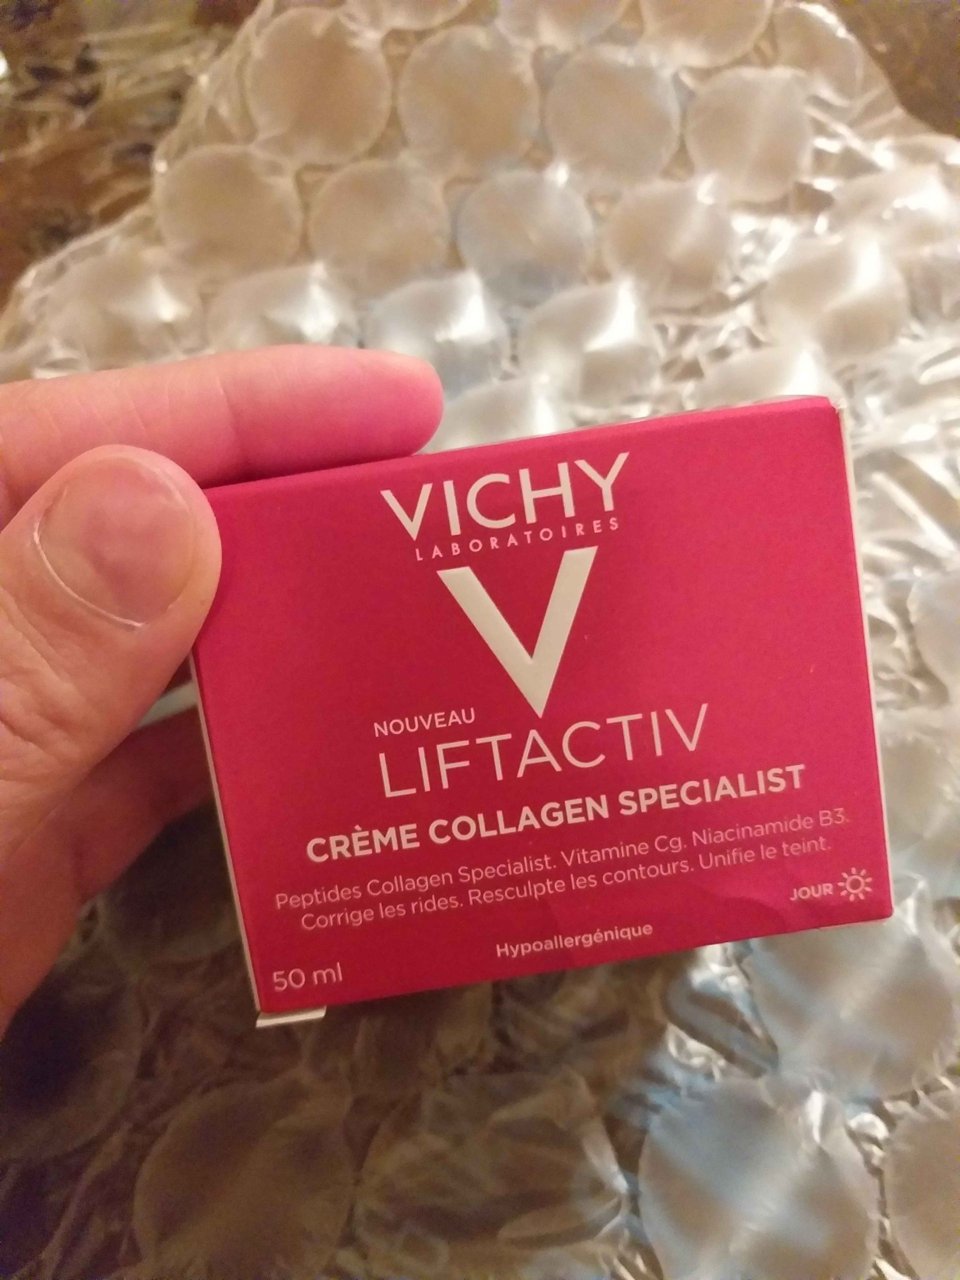 VICHY
LABORATOIRES
V
NOUVEAU
LIFTACTIV
CRÈME COLLAGEN SPECIALIST
Peptides Collagen Specialist. Vitamine Cg. Niacinamide B3.
Corrige les rides. Resculpte les contours. Unifie le teint.
JOUR
Hypoallergénique
50 ml